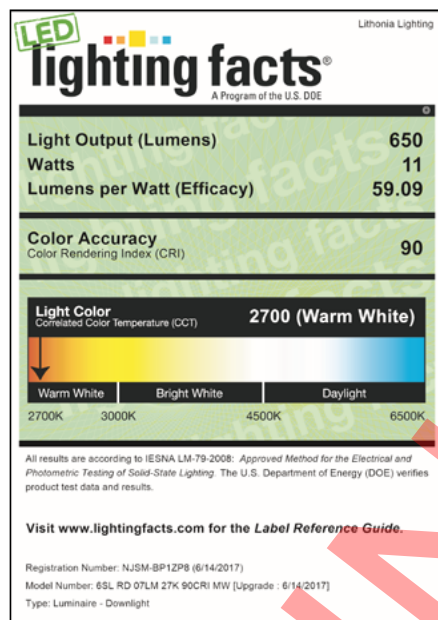 Lithonia Lighting
LED
lighting facts®
A Program of the U.S. DOE
Light Output (Lumens) 650
Watts 11
Lumens per Watt (Efficacy) 59.09
Color Accuracy
Color Rendering Index (CRI) 90
Light Color
Correlated Color Temperature (CCT) 2700 (Warm White)
Warm White Bright White Daylight
2700K 3000K 4500K 6500K
All results are according to IESNA LM-79-2008: Approved Method for the Electrical and
Photometric Testing of Solid-State Lighting. The U.S. Department of Energy (DOE) verifies
product test data and results.
Visit www.lightingfacts.com for the Label Reference Guide.
Registration Number: NJSM-BP1ZP8 (6/14/2017)
Model Number: 6SL RD 07LM 27K 90CRI MW [Upgrade : 6/14/2017]
Type: Luminaire - Downlight